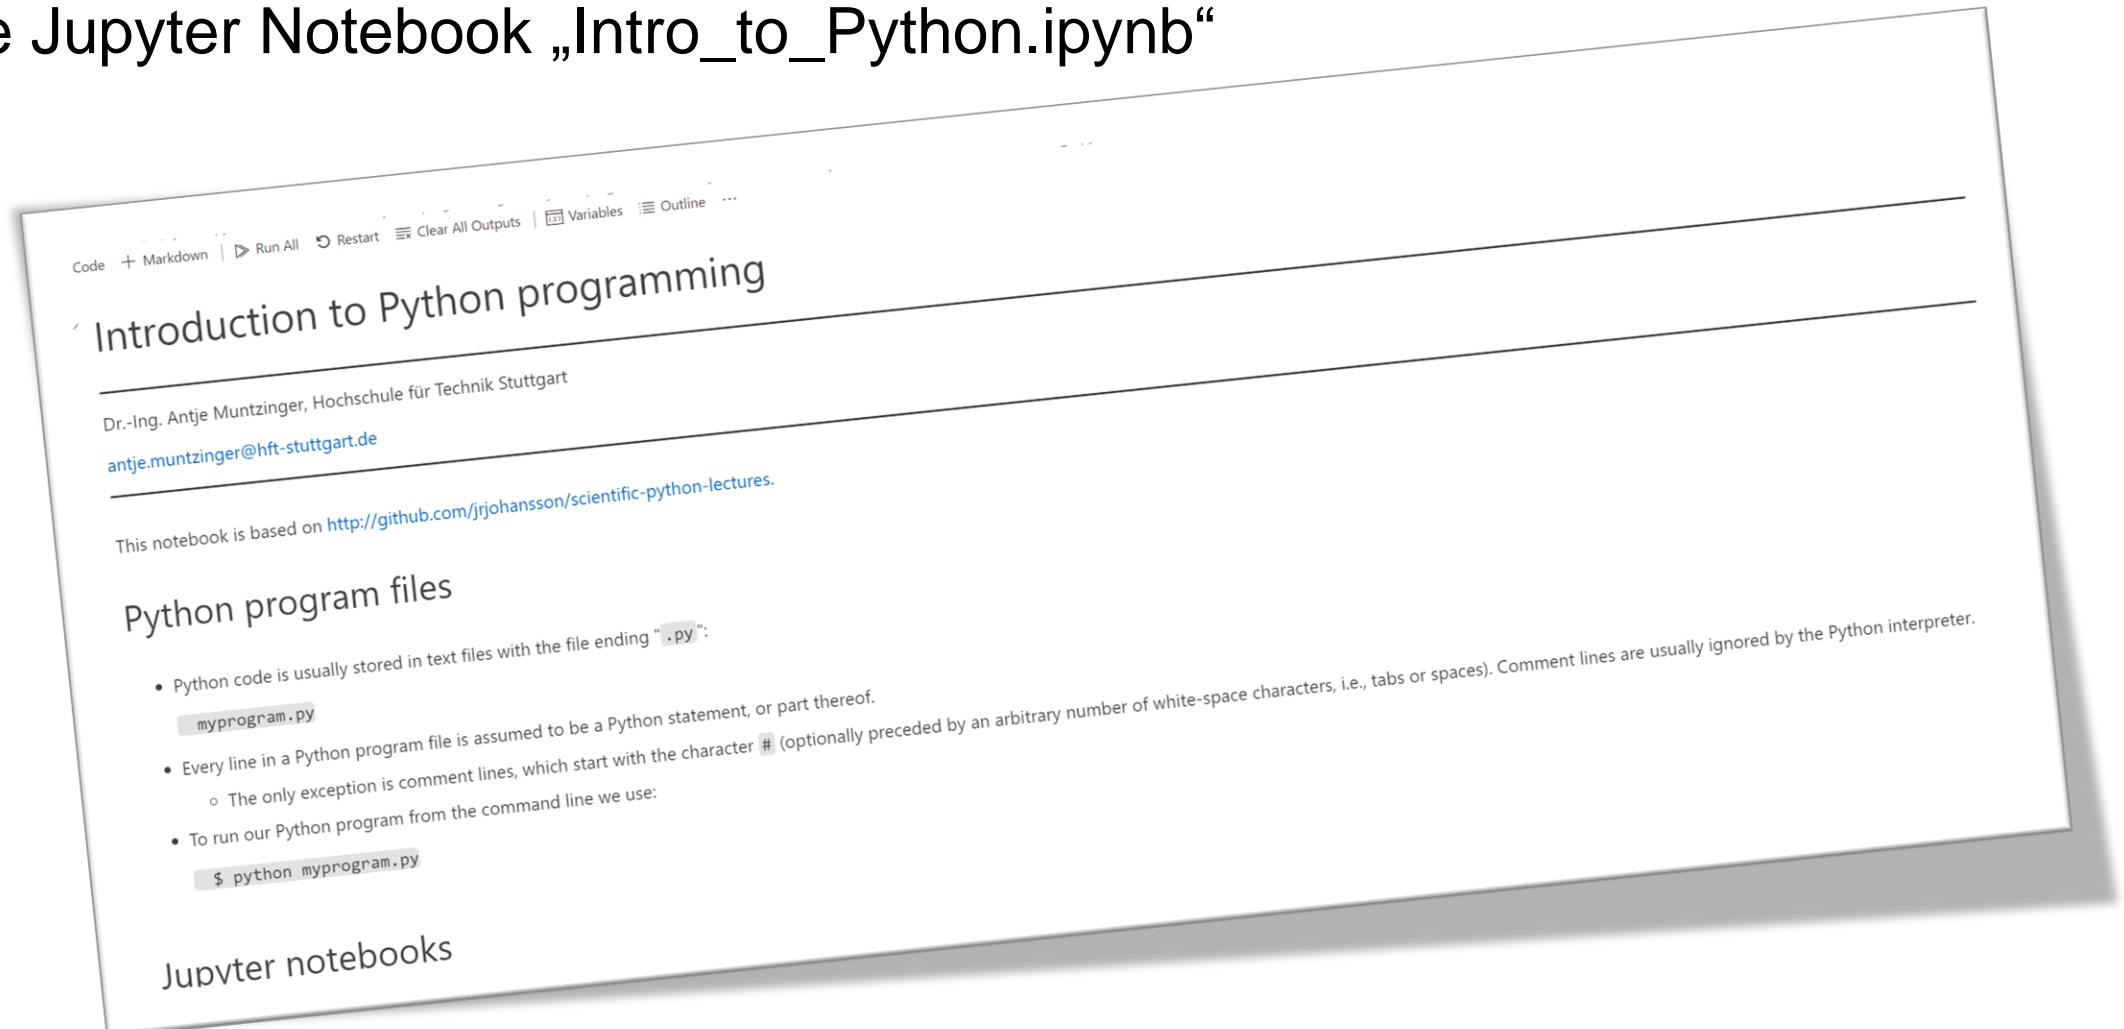 e Jupyter Notebook „Intro_to_Python.ipynb“
Code + Markdown | Run All Restart Clear All Outputs | Variables Outline ...
Introduction to Python programming
Dr.-Ing. Antje Muntzinger, Hochschule für Technik Stuttgart
antje.muntzinger@hft-stuttgart.de
This notebook is based on http://github.com/jrjohansson/scientific-python-lectures.
Python program files
• Python code is usually stored in text files with the file ending ".py":
myprogram.py
• Every line in a Python program file is assumed to be a Python statement, or part thereof.
○ The only exception is comment lines, which start with the character # (optionally preceded by an arbitrary number of white-space characters, i.e., tabs or spaces). Comment lines are usually ignored by the Python interpreter.
• To run our Python program from the command line we use:
$ python myprogram.py
Jupyter notebooks